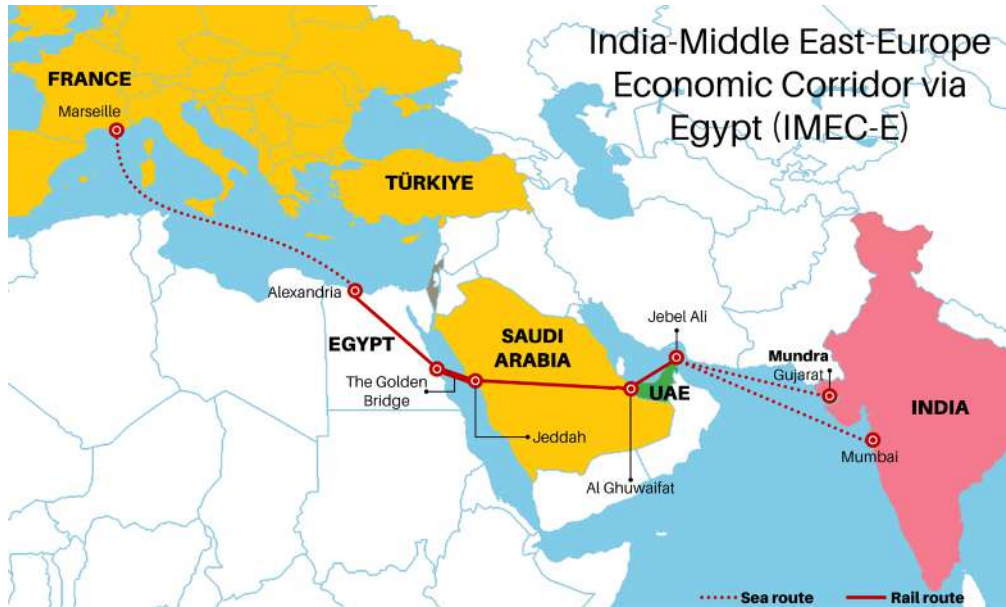 India-Middle East-Europe
Economic Corridor via
Egypt (IMEC-E)
FRANCE
Marseille
TÜRKIYE
Alexandria
EGYPT
SAUDI
ARABIA
Jebel Ali
Mundra
Gujarat
The Golden
Bridge
UAE
INDIA
Jeddah
Mumbai
Al Ghuwaifat
Sea route
Rail route